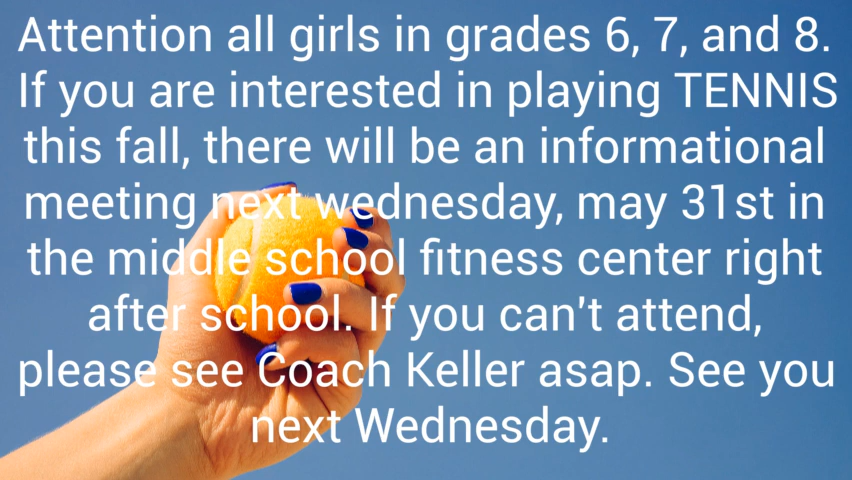 Attention all girls in grades 6, 7, and 8.
If you are interested in playing TENNIS
this fall, there will be an informational
meeting next wednesday, may 31st in
the middle school fitness center right
after school. If you can't attend,
please see Coach Keller asap. See you
next Wednesday.